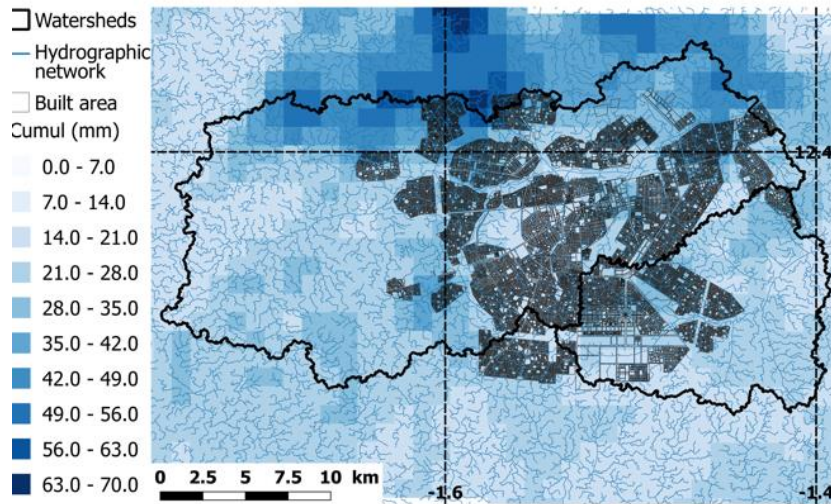 Watersheds
Hydrographic
network
Built area
Cumul (mm)
0.0 - 7.0
7.0 - 14.0
14.0 - 21.0
21.0 - 28.0
28.0 - 35.0
35.0 - 42.0
42.0 - 49.0
49.0 - 56.0
56.0 - 63.0
63.0 - 70.0
12.4
0 2.5 5 7.5 10 km
-1.6
-1.4